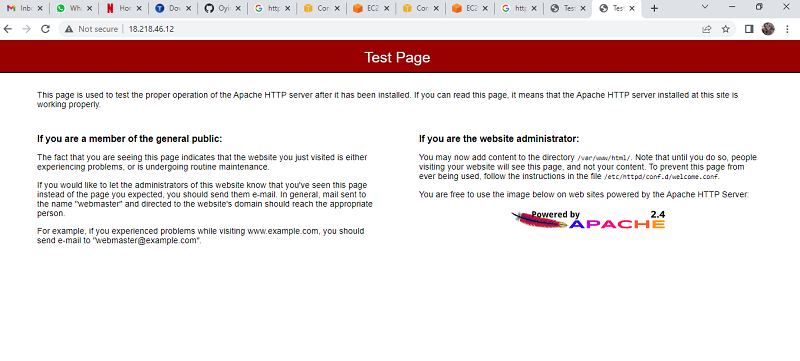 Inbo
Wha
Hor
Dov
Oyi
http
Con
EC2
Con
EC2
http
Test
Test
Not secure
18.218.46.12
Test Page
This page is used to test the proper operation of the Apache HTTP server after it has been installed. If you can read this page, it means that the Apache HTTP server installed at this site is
working properly.
If you are a member of the general public:
The fact that you are seeing this page indicates that the website you just visited is either
experiencing problems, or is undergoing routine maintenance.
If you would like to let the administrators of this website know that you've seen this page
instead of the page you expected, you should send them e-mail. In general, mail sent to
the name "webmaster" and directed to the website's domain should reach the appropriate
person.
For example, if you experienced problems while visiting www.example.com, you should
send e-mail to "webmaster@example.com".
If you are the website administrator:
You may now add content to the directory /var/www/html/. Note that until you do so, people
visiting your website will see this page, and not your content. To prevent this page from
ever being used, follow the instructions in the file /etc/httpd/conf.d/welcome.conf.
You are free to use the image below on web sites powered by the Apache HTTP Server:
Powered by 2.4
APACHE